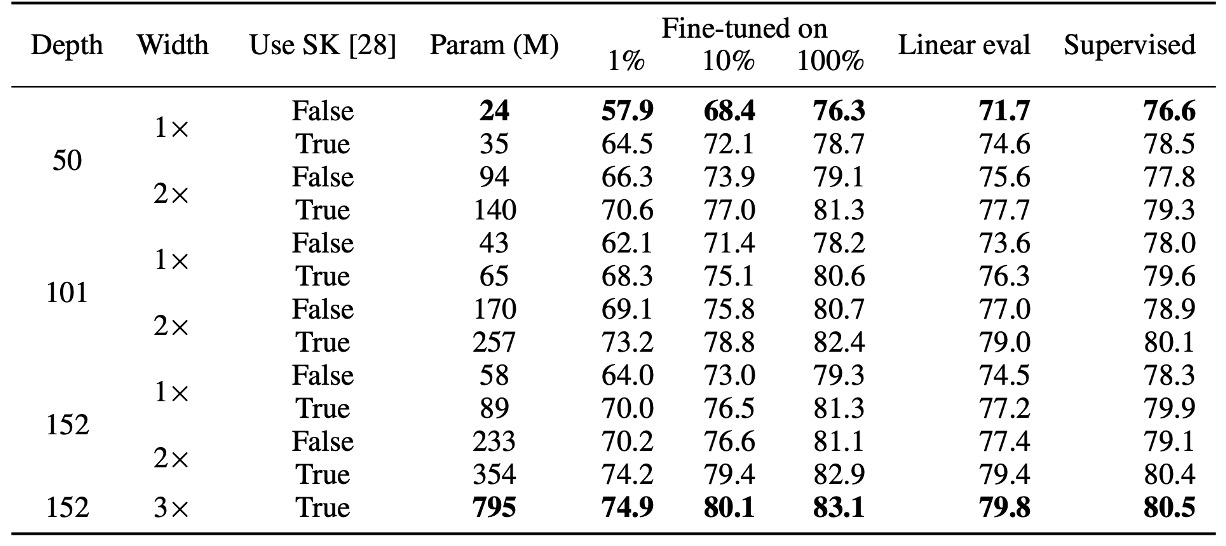 Depth Width Use SK [28] Param (M) Fine-tuned on Linear eval Supervised
1% 10% 100%
50 1× False 24 57.9 68.4 76.3 71.7 76.6
True 35 64.5 72.1 78.7 74.6 78.5
2× False 94 66.3 73.9 79.1 75.6 77.8
True 140 70.6 77.0 81.3 77.7 79.3
101 1× False 43 62.1 71.4 78.2 73.6 78.0
True 65 68.3 75.1 80.6 76.3 79.6
2× False 170 69.1 75.8 80.7 77.0 78.9
True 257 73.2 78.8 82.4 79.0 80.1
152 1× False 58 64.0 73.0 79.3 74.5 78.3
True 89 70.0 76.5 81.3 77.2 79.9
2× False 233 70.2 76.6 81.1 77.4 79.1
True 354 74.2 79.4 82.9 79.4 80.4
152 3× True 795 74.9 80.1 83.1 79.8 80.5